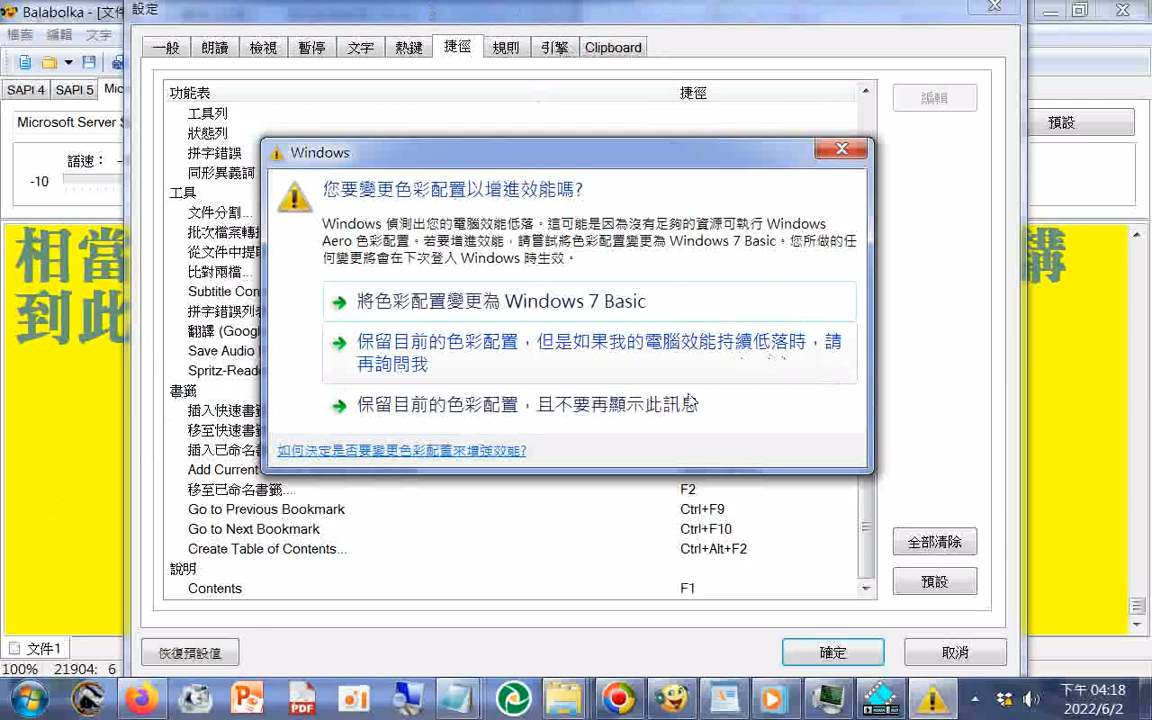 Balabolka - [文件
設定
檔案 編輯 文字
一般 朗讀 檢視 暫停 文字 熱鍵 捷徑 規則 引擎 Clipboard
SAPI 4 SAPI 5 Mic
Microsoft Server S
預設
語速： -
-10
功能表 捷徑
編輯
工具列
狀態列
拼字錯誤
同形異義詞
工具
文件分割...
批次檔案轉
從文件中提取
比對兩檔...
Subtitle Con
拼字錯誤列表
翻譯 (Goog
Save Audio
Spritz-Reade
書籤
插入快速書籤
移至快速書籤
插入已命名書
Add Current
移至已命名書籤... F2
Go to Previous Bookmark Ctrl+F9
Go to Next Bookmark Ctrl+F10
Create Table of Contents... Ctrl+Alt+F2
說明
Contents F1
Windows
您要變更色彩配置以增進效能嗎?
Windows 偵測出您的電腦效能低落。這可能是因為沒有足夠的資源可執行 Windows
Aero 色彩配置。若要增進效能，請嘗試將色彩配置變更為 Windows 7 Basic。您所做的任
何變更將會在下次登入 Windows 時生效。
將色彩配置變更為 Windows 7 Basic
保留目前的色彩配置，但是如果我的電腦效能持續低落時，請
再詢問我
保留目前的色彩配置，且不要再顯示此訊息
如何決定是否要變更色彩配置來增強效能?
相當 講
到此
全部清除
預設
恢復預設值 確定 取消
文件1
100% 21904: 6
下午 04:18
2022/6/2